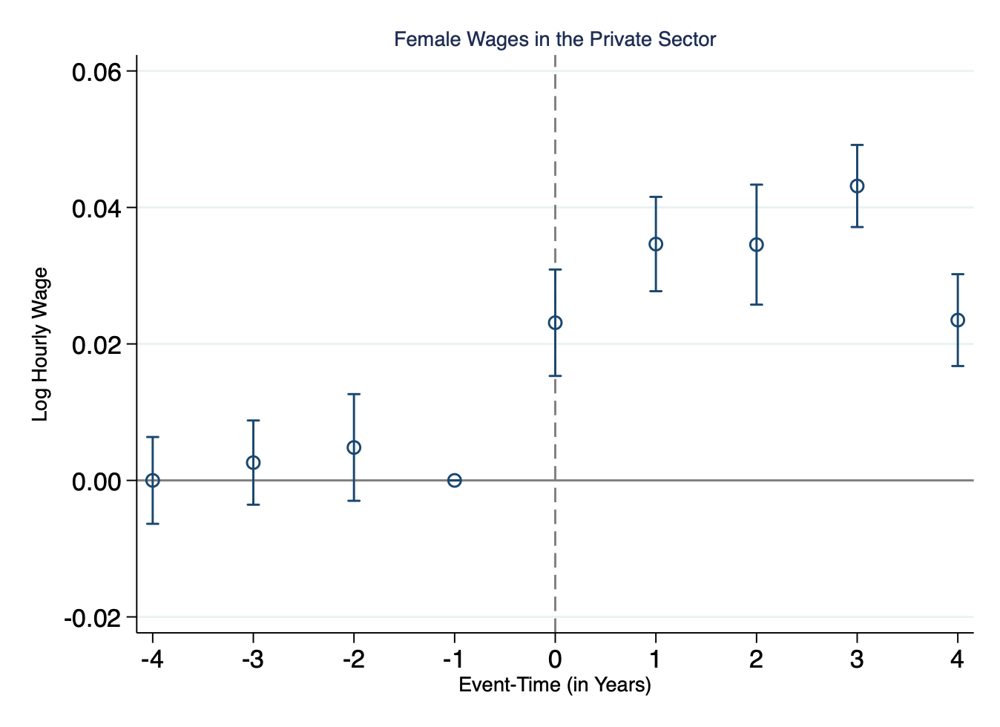 Female Wages in the Private Sector
0.06
0.04
0.02
0.00
-0.02
Log Hourly Wage
-4 -3 -2 -1 0 1 2 3 4
Event-Time (in Years)